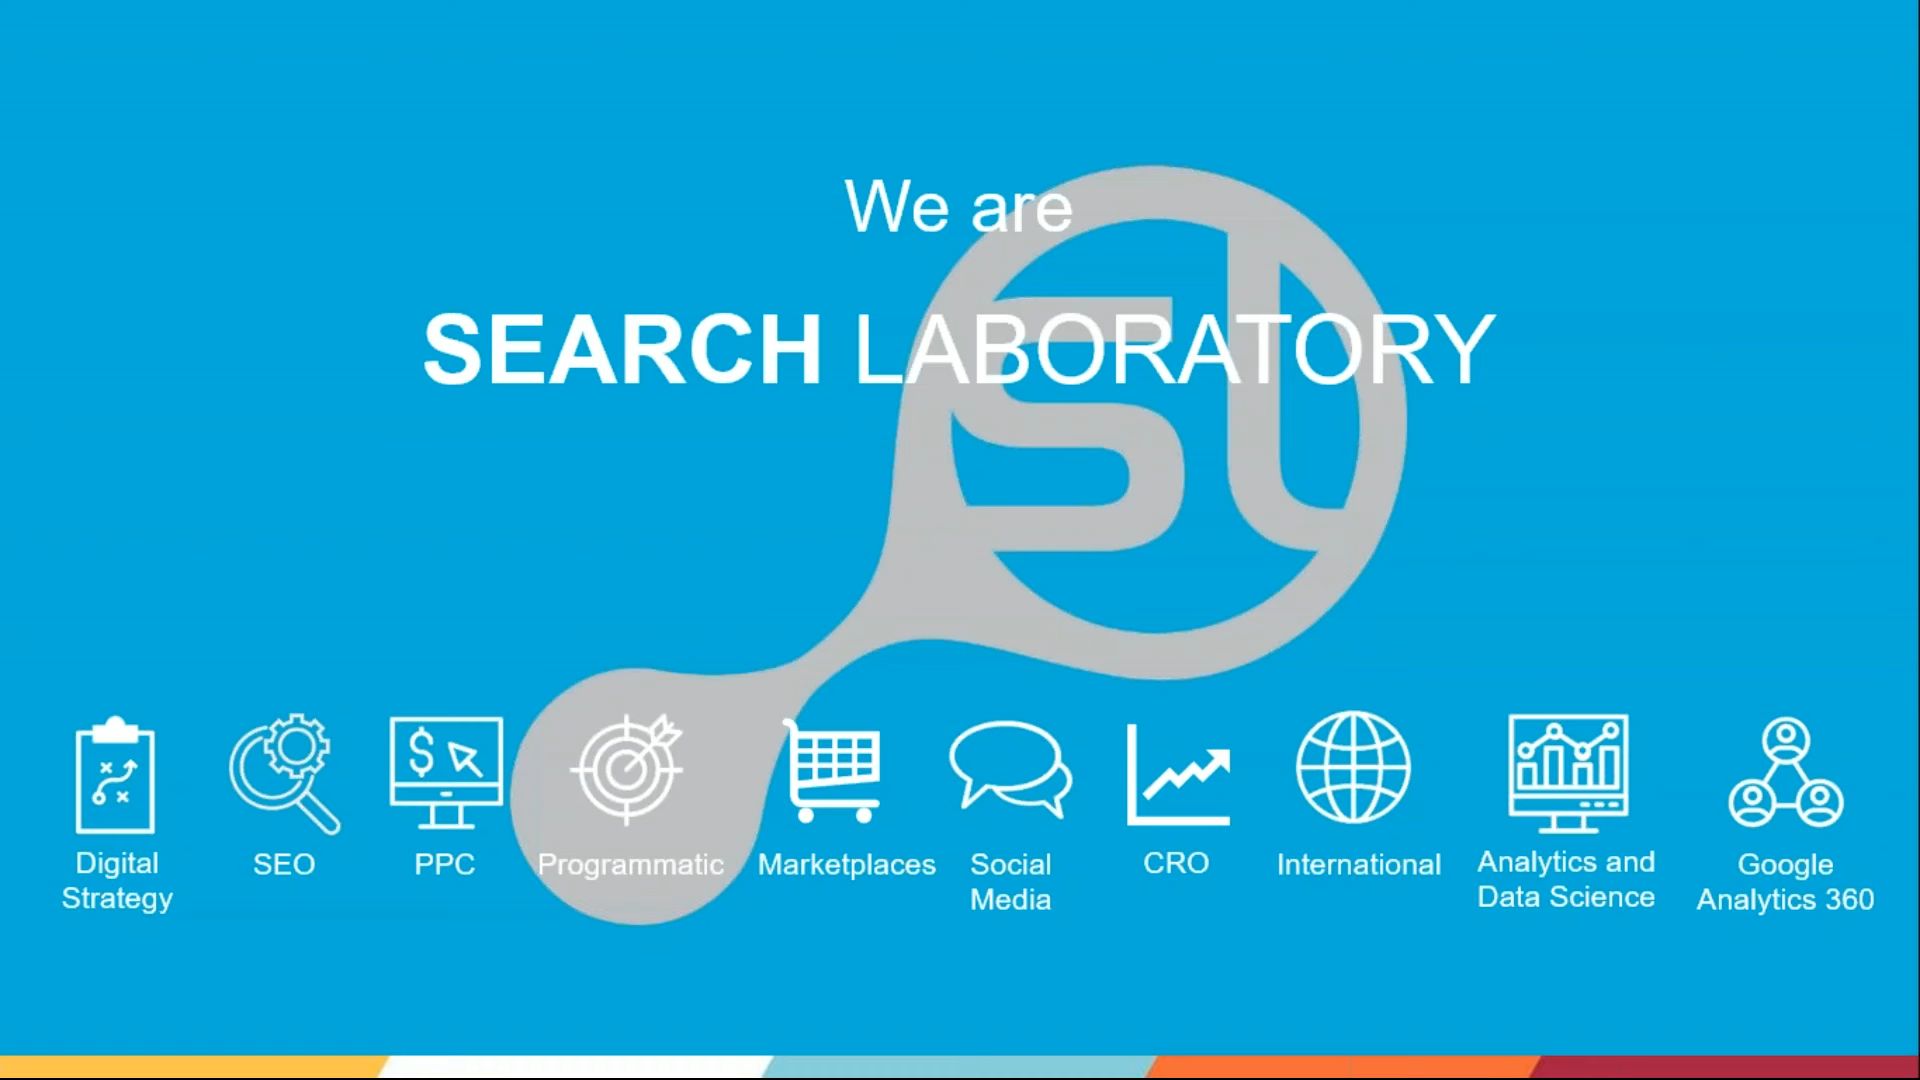 We are
SEARCH LABORATORY
sl
$
Digital
Strategy
SEO
PPC
Programmatic
Marketplaces
Social
Media
CRO
International
Analytics and
Data Science
Google
Analytics 360